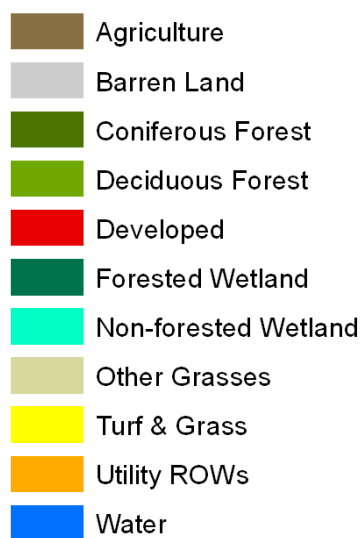 Agriculture
Barren Land
Coniferous Forest
Deciduous Forest
Developed
Forested Wetland
Non-forested Wetland
Other Grasses
Turf & Grass
Utility ROWs
Water